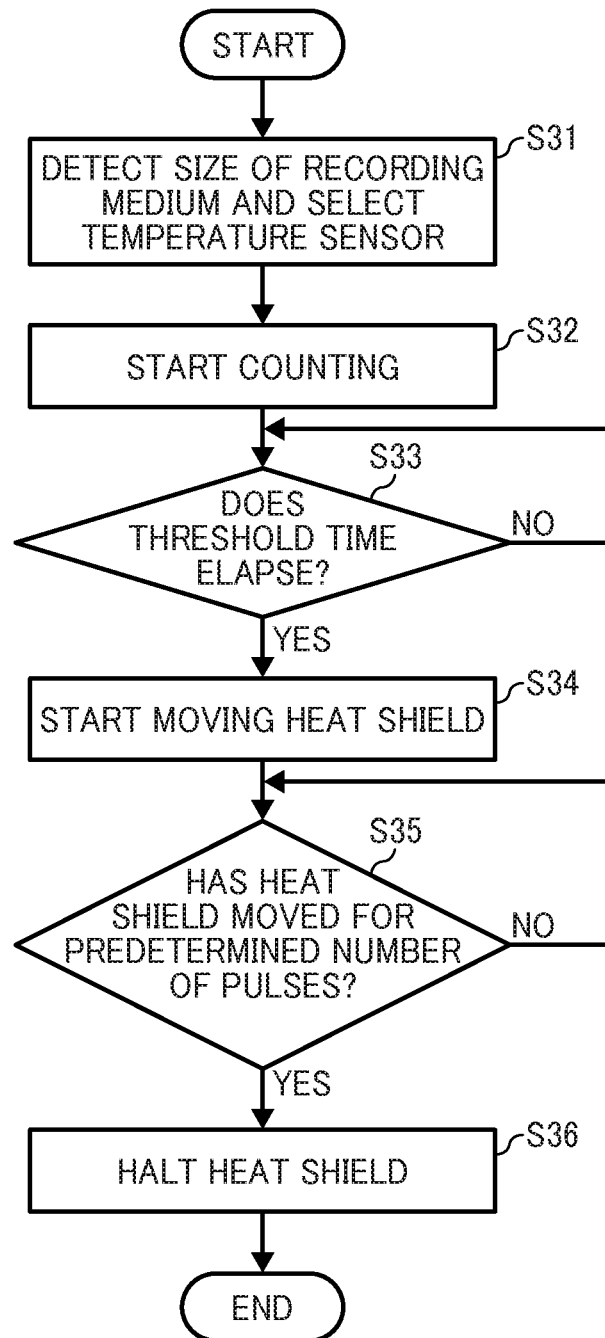 START
S31
DETECT SIZE OF RECORDING
MEDIUM AND SELECT
TEMPERATURE SENSOR
S32
START COUNTING
S33
DOES
THRESHOLD TIME
ELAPSE?
NO
YES
S34
START MOVING HEAT SHIELD
S35
HAS HEAT
SHIELD MOVED FOR
PREDETERMINED NUMBER
OF PULSES?
NO
YES
S36
HALT HEAT SHIELD
END